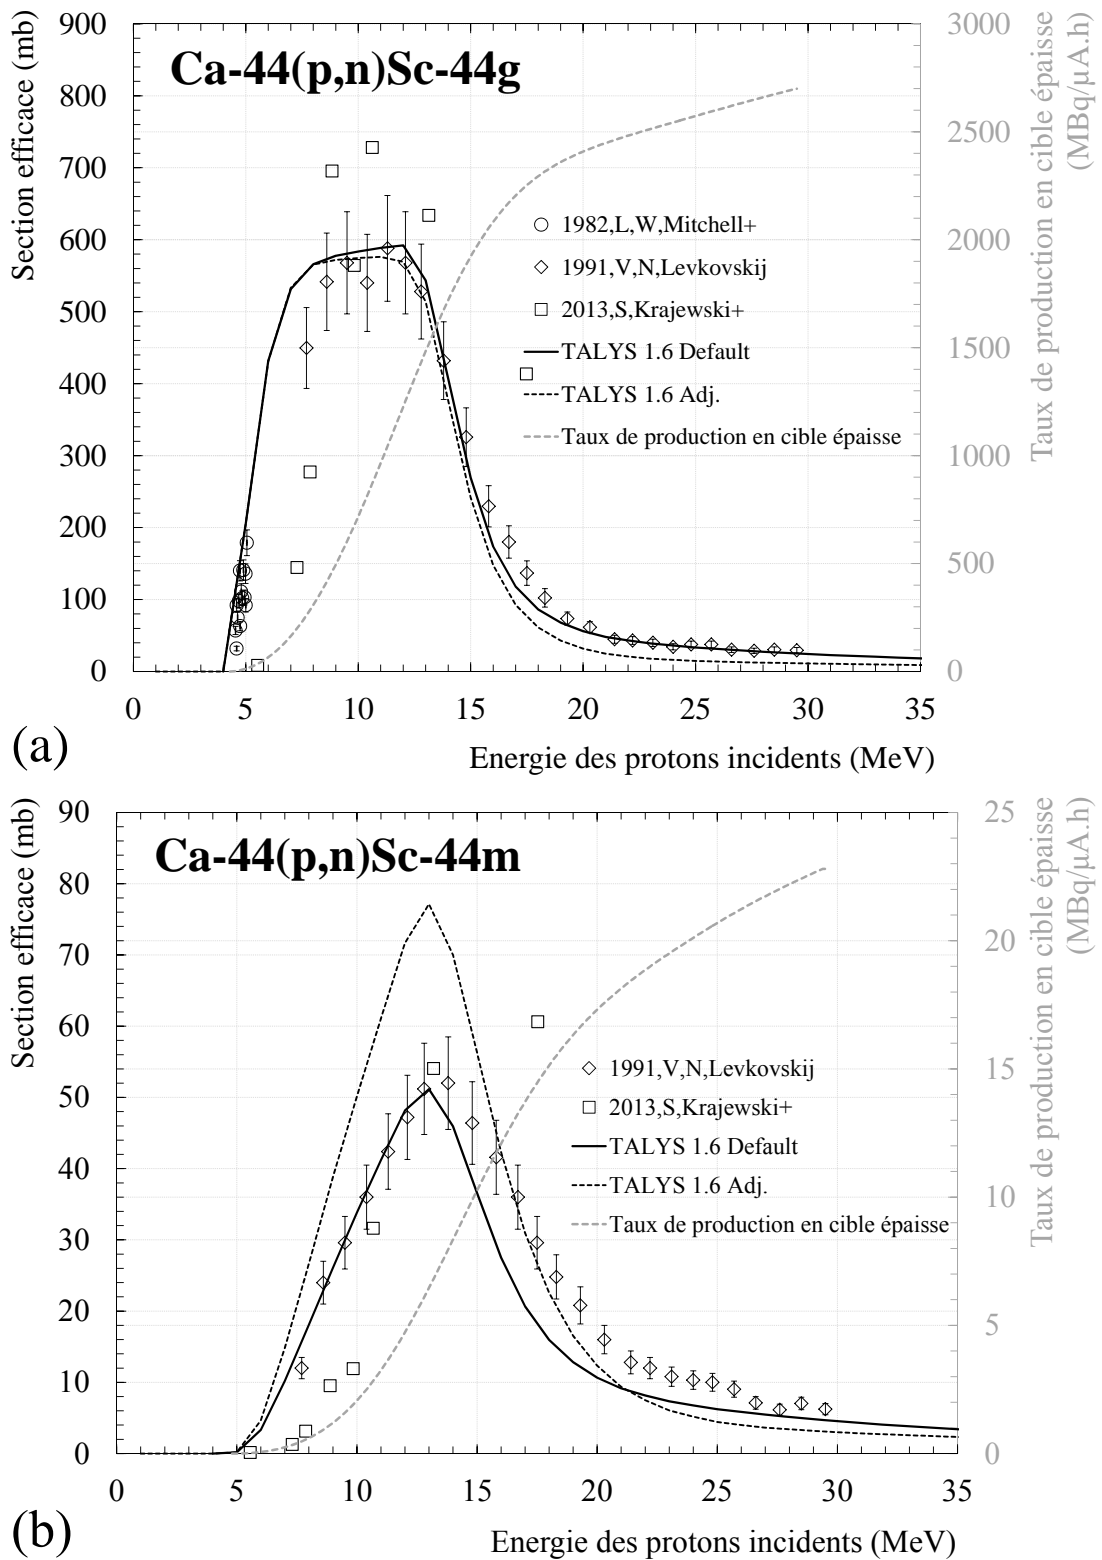 Ca-44(p,n)Sc-44g
Section efficace (mb)
900
800
700
600
500
400
300
200
100
0
Taux de production en cible épaisse
(MBq/µA.h)
3000
2500
2000
1500
1000
500
0
1982,L,W,Mitchell+
1991,V,N,Levkovskij
2013,S,Krajewski+
TALYS 1.6 Default
TALYS 1.6 Adj.
Taux de production en cible épaisse
0 5 10 15 20 25 30 35
Energie des protons incidents (MeV)
(a)
Ca-44(p,n)Sc-44m
Section efficace (mb)
90
80
70
60
50
40
30
20
10
0
Taux de production en cible épaisse
(MBq/µA.h)
25
20
15
10
5
0
1991,V,N,Levkovskij
2013,S,Krajewski+
TALYS 1.6 Default
TALYS 1.6 Adj.
Taux de production en cible épaisse
0 5 10 15 20 25 30 35
Energie des protons incidents (MeV)
(b)